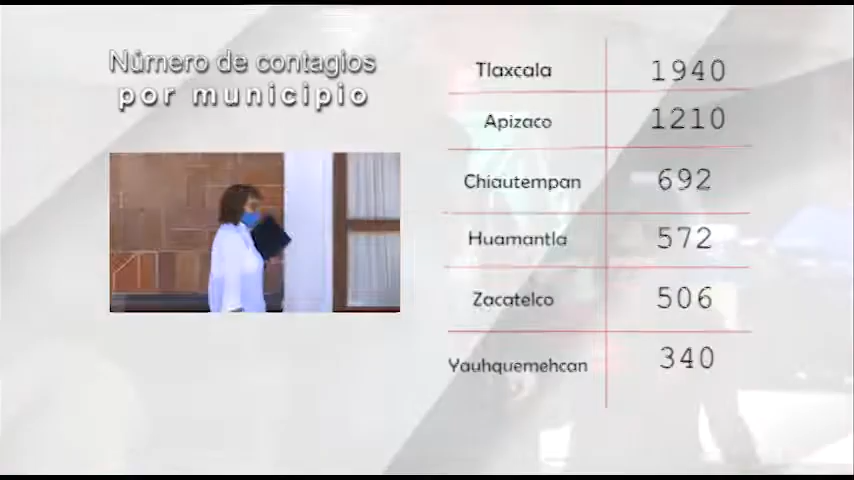 Número de contagios
por municipio
Tlaxcala 1940
Apizaco 1210
Chiautempan 692
Huamantla 572
Zacatelco 506
Yauhquemehcan 340